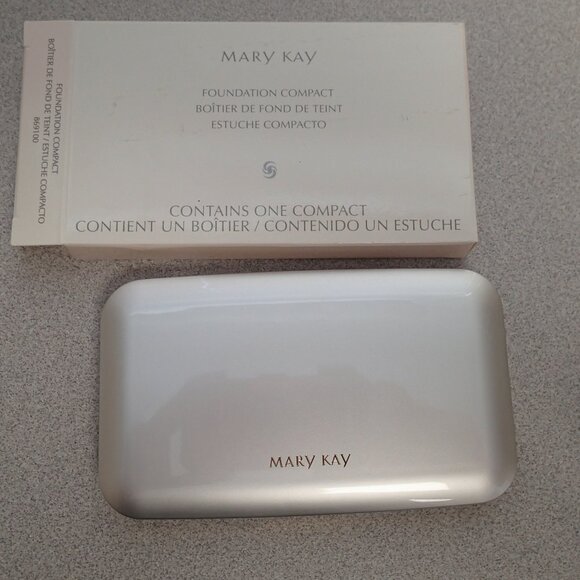 MARY KAY
FOUNDATION COMPACT
BOÎTIER DE FOND DE TEINT
ESTUCHE COMPACTO
CONTAINS ONE COMPACT
CONTIENT UN BOÎTIER / CONTENIDO UN ESTUCHE
FOUNDATION COMPACT
BOÎTIER DE FOND DE TEINT / ESTUCHE COMPACTO
869100
MARY KAY